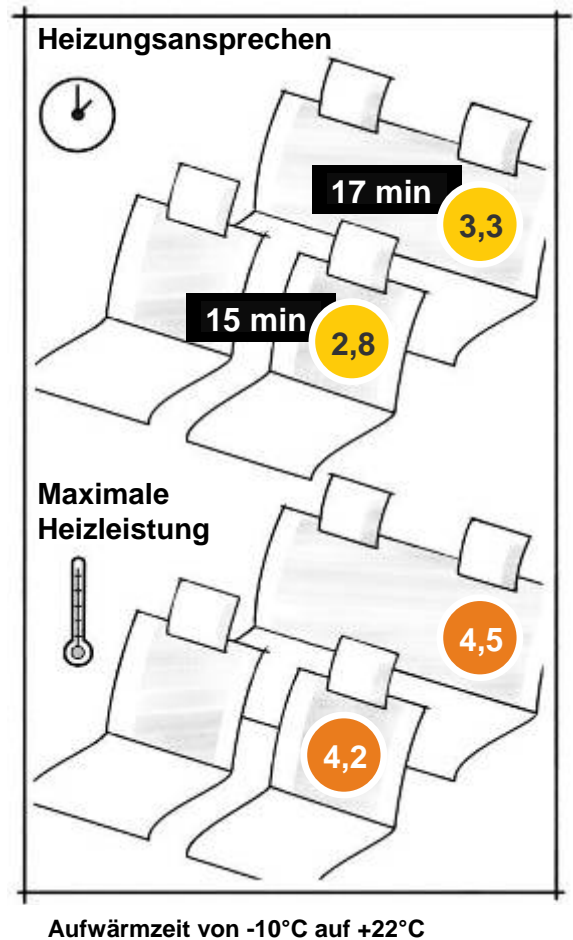 Heizungsansprechen
17 min
3,3
15 min
2,8
Maximale
Heizleistung
4,5
4,2
Aufwärmzeit von -10°C auf +22°C